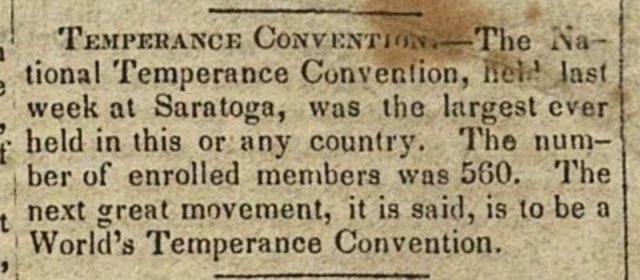 TEMPERANCE CONVENTION.—The Na-
tional Temperance Convention, held last
week at Saratoga, was the largest ever
held in this or any country. The num-
ber of enrolled members was 560. The
next great movement, it is said, is to be a
World's Temperance Convention.